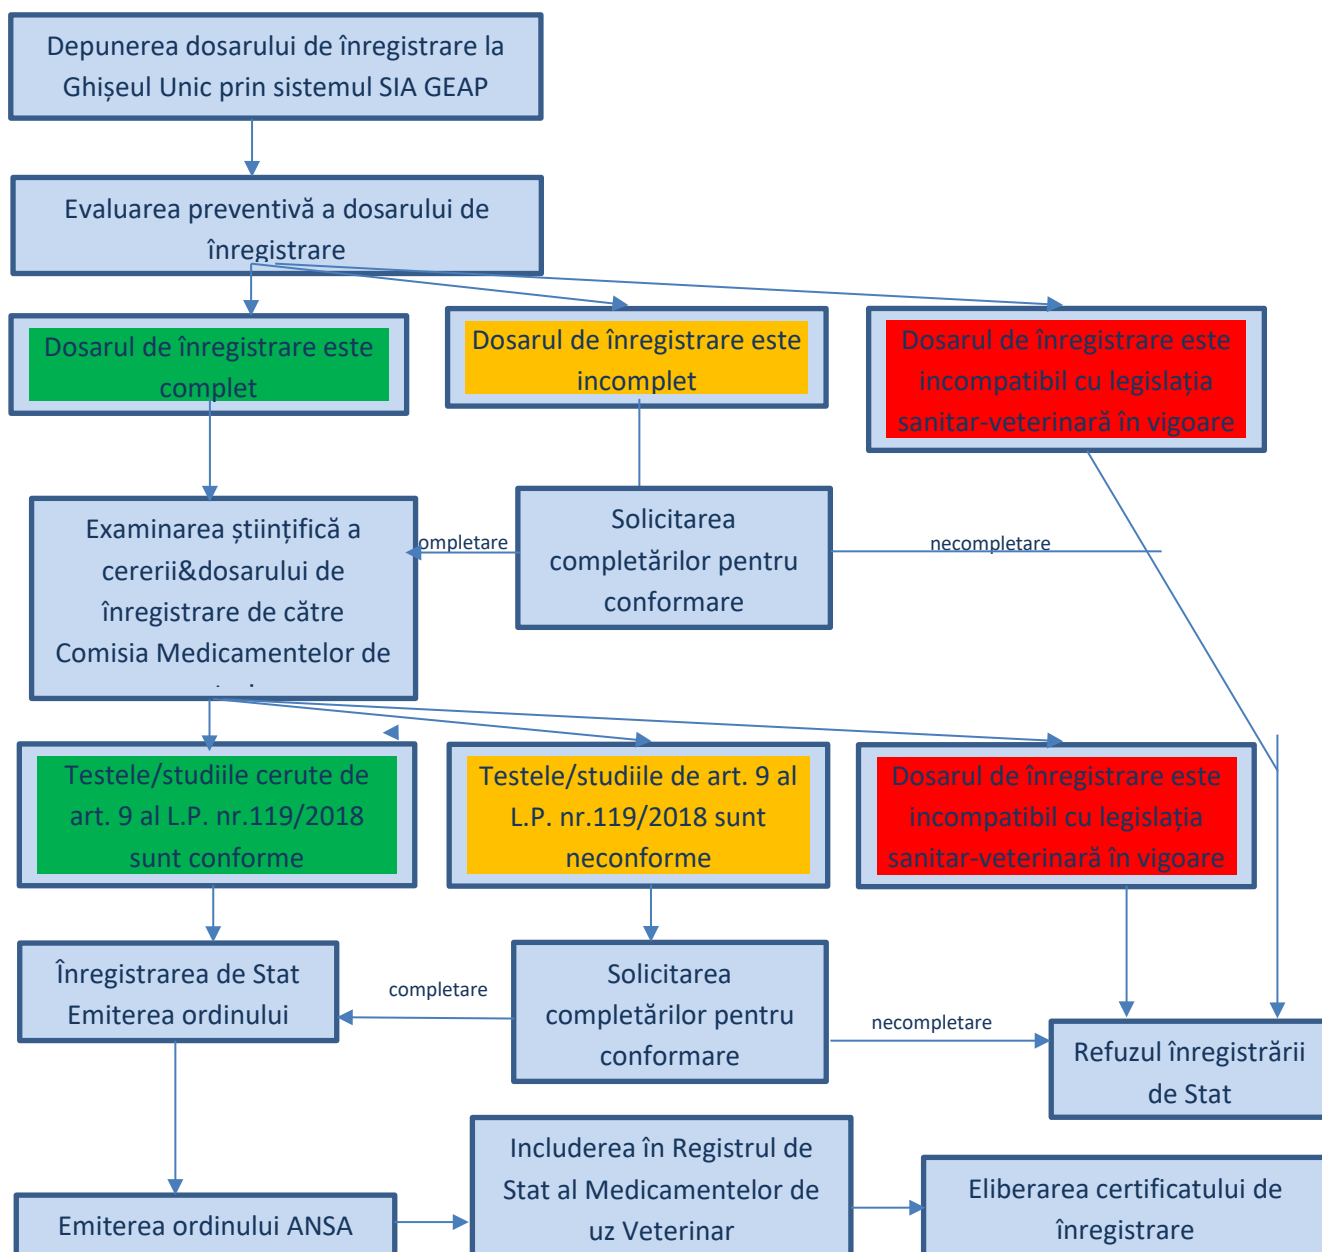 Depunerea dosarului de înregistrare la
Ghișeul Unic prin sistemul SIA GEAP
Evaluarea preventivă a dosarului de
înregistrare
Dosarul de înregistrare este
complet
Dosarul de înregistrare este
incomplet
Dosarul de înregistrare este
incompatibil cu legislația
sanitar-veterinară în vigoare
Examinarea științifică a
cererii&dosarului de
înregistrare de către
Comisia Medicamentelor de
ompletare
Solicitarea
completărilor pentru
conformare
necompletare
Testele/studiile cerute de
art. 9 al L.P. nr.119/2018
sunt conforme
Testele/studiile de art. 9 al
L.P. nr.119/2018 sunt
neconforme
Dosarul de înregistrare este
incompatibil cu legislația
sanitar-veterinară în vigoare
Înregistrarea de Stat
Emiterea ordinului
completare
Solicitarea
completărilor pentru
conformare
necompletare
Refuzul înregistrării
de Stat
Emiterea ordinului ANSA
Includerea în Registrul de
Stat al Medicamentelor de
uz Veterinar
Eliberarea certificatului de
înregistrare